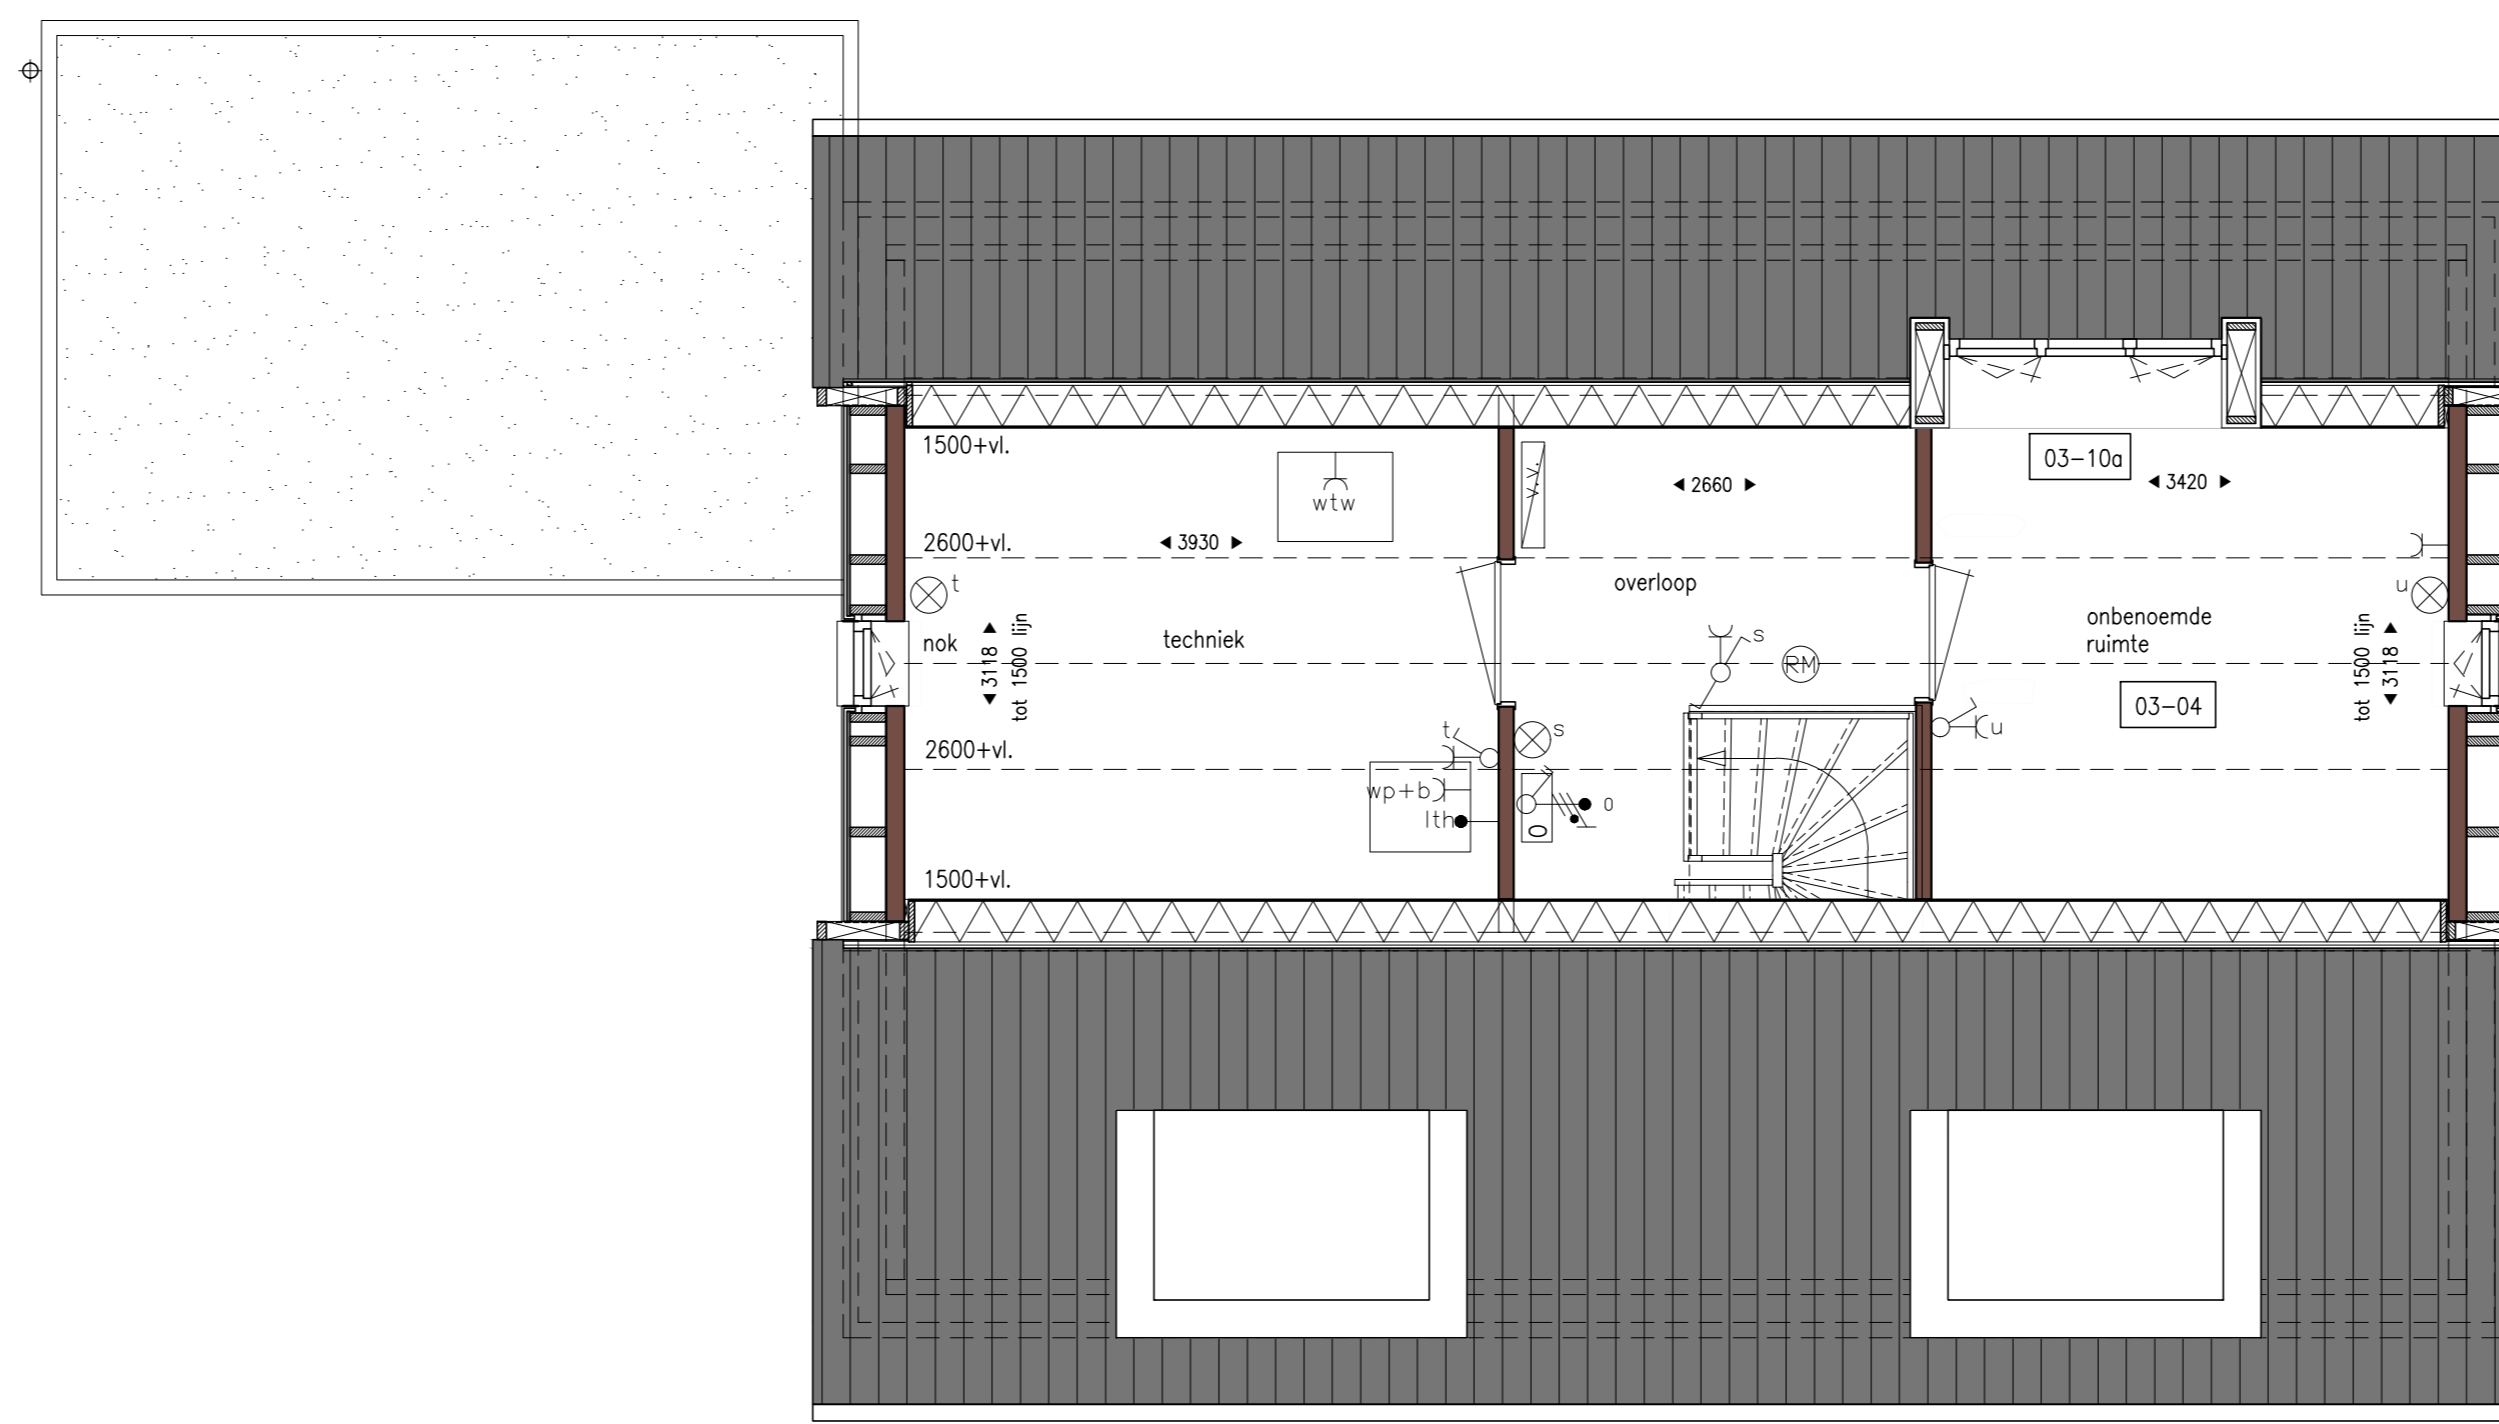 1500+vl.
wtw
v.v.
2660
03-10a
3420
2600+vl.
3930
t
overloop
u
nok
3118
tot 1500 lijn
techniek
s
RM
onbenoemde
ruimte
tot 1500 lijn
3118
03-04
2600+vl.
t
s
u
wp+b
lth
0
0
1500+vl.